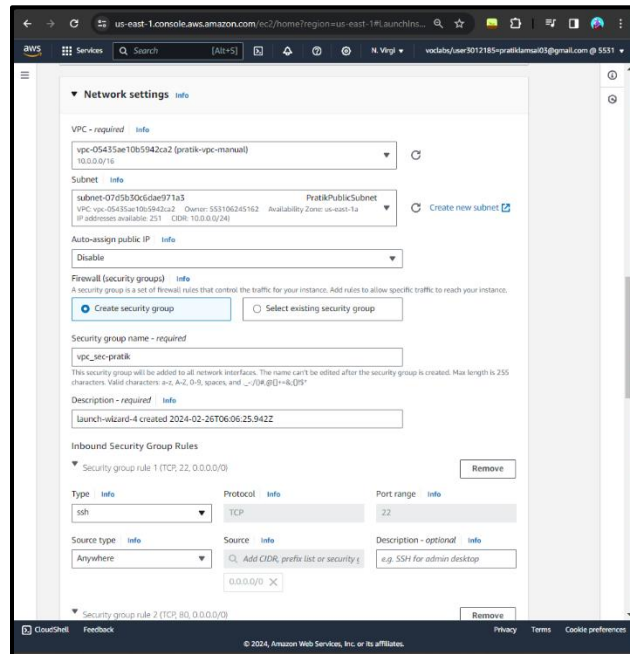 us-east-1.console.aws.amazon.com/ec2/home?region=us-east-1#LaunchIns...
aws Services Search [Alt+S] N. Virgi voclabs/user3012185=pratiklamsal03@gmail.com @ 5531
Network settings Info
VPC - required Info
vpc-05435ae10b5942ca2 (pratik-vpc-manual)
10.0.0.0/16
Subnet Info
subnet-07d5b30c6dae971a3 PratikPublicSubnet
VPC: vpc-05435ae10b5942ca2 Owner: 553106245162 Availability Zone: us-east-1a
IP addresses available: 251 CIDR: 10.0.0.0/24)
Create new subnet
Auto-assign public IP Info
Disable
Firewall (security groups) Info
A security group is a set of firewall rules that control the traffic for your instance. Add rules to allow specific traffic to reach your instance.
Create security group Select existing security group
Security group name - required
vpc_sec-pratik
This security group will be added to all network interfaces. The name can't be edited after the security group is created. Max length is 255
characters. Valid characters: a-z, A-Z, 0-9, spaces, and _-:/()#,@[]+=&;{}!$*
Description - required Info
launch-wizard-4 created 2024-02-26T06:06:25.942Z
Inbound Security Group Rules
Security group rule 1 (TCP, 22, 0.0.0.0/0) Remove
Type Info Protocol Info Port range Info
ssh TCP 22
Source type Info Source Info Description - optional Info
Anywhere Add CIDR, prefix list or security g e.g. SSH for admin desktop
0.0.0.0/0
Security group rule 2 (TCP, 80, 0.0.0.0/0) Remove
CloudShell Feedback Privacy Terms Cookie preferences
© 2024, Amazon Web Services, Inc. or its affiliates.